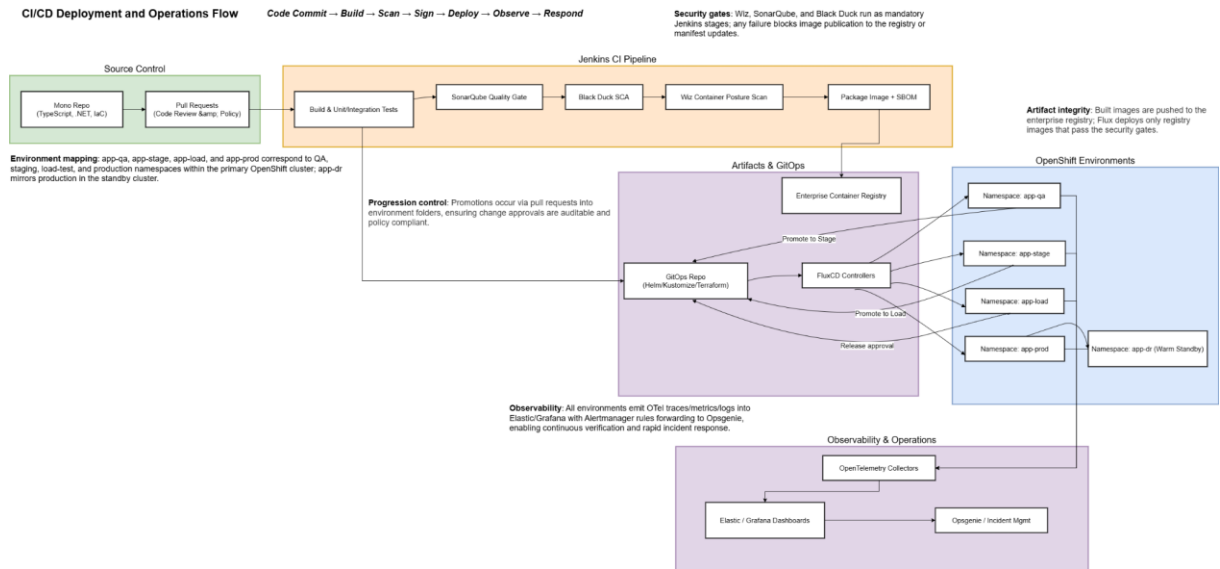 CI/CD Deployment and Operations Flow
Code Commit → Build → Scan → Sign → Deploy → Observe → Respond
Security gates: Wiz, SonarQube, and Black Duck run as mandatory
Jenkins stages; any failure blocks image publication to the registry or
manifest updates.
Source Control
Mono Repo
(TypeScript, .NET, IaC)
Pull Requests
(Code Review &amp; Policy)
Jenkins CI Pipeline
Build & Unit/Integration Tests
SonarQube Quality Gate
Black Duck SCA
Wiz Container Posture Scan
Package Image + SBOM
Artifact integrity: Built images are pushed to the
enterprise registry; Flux deploys only registry
images that pass the security gates.
Environment mapping: app-qa, app-stage, app-load, and app-prod correspond to QA,
staging, load-test, and production namespaces within the primary OpenShift cluster; app-dr
mirrors production in the standby cluster.
Progression control: Promotions occur via pull requests into
environment folders, ensuring change approvals are auditable and
policy compliant.
Artifacts & GitOps
Enterprise Container Registry
Promote to Stage
GitOps Repo
(Helm/Kustomize/Terraform)
FluxCD Controllers
Promote to Load
Release approval
OpenShift Environments
Namespace: app-qa
Namespace: app-stage
Namespace: app-load
Namespace: app-prod
Namespace: app-dr (Warm Standby)
Observability: All environments emit OTel traces/metrics/logs into
Elastic/Grafana with Alertmanager rules forwarding to Opsgenie,
enabling continuous verification and rapid incident response.
Observability & Operations
OpenTelemetry Collectors
Elastic / Grafana Dashboards
Opsgenie / Incident Mgmt